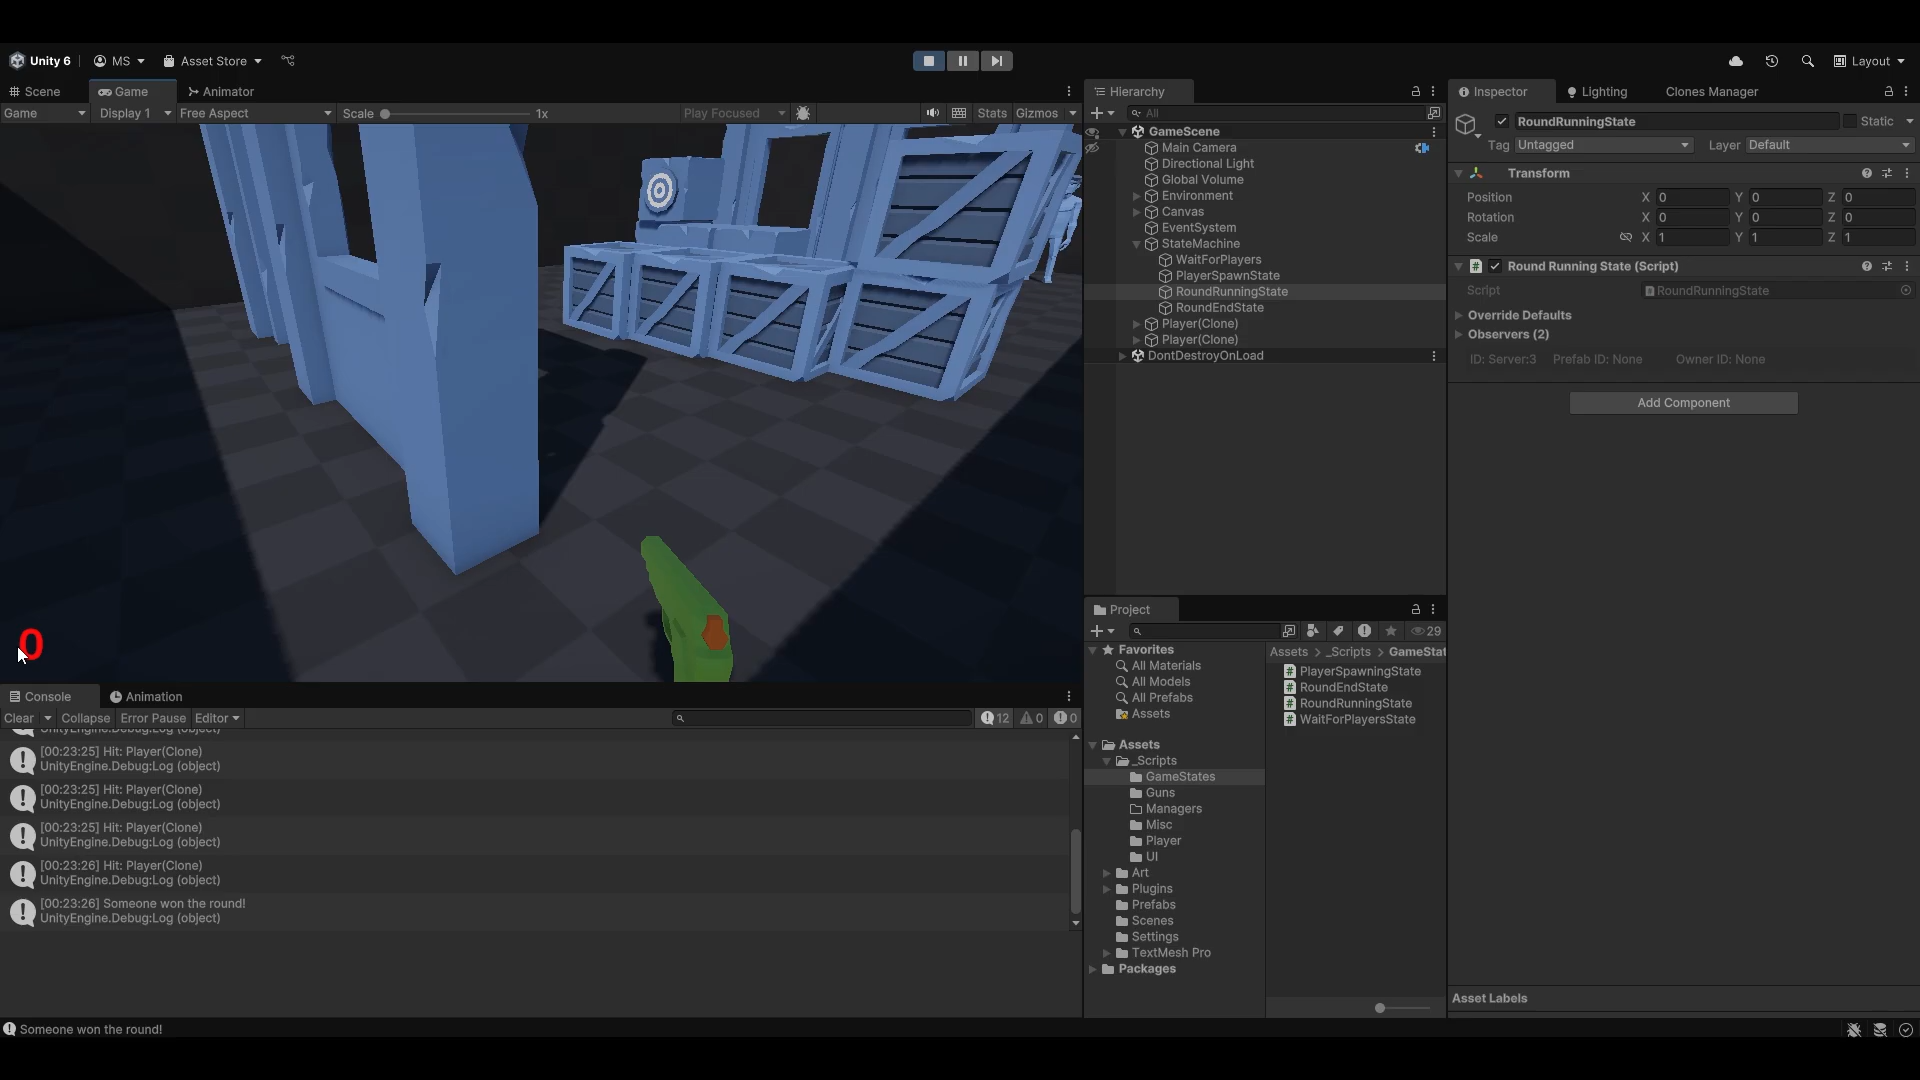 Unity 6 MS Asset Store Layout
Scene Game Animator
Game Display 1 Free Aspect Scale 1x Play Focused Stats Gizmos
0
Hierarchy
All
GameScene
Main Camera
Directional Light
Global Volume
Environment
Canvas
EventSystem
StateMachine
WaitForPlayers
PlayerSpawnState
RoundRunningState
RoundEndState
Player(Clone)
Player(Clone)
DontDestroyOnLoad
Inspector Lighting Clones Manager
RoundRunningState Static
Tag Untagged Layer Default
Transform
Position X 0 Y 0 Z 0
Rotation X 0 Y 0 Z 0
Scale X 1 Y 1 Z 1
Round Running State (Script)
Script RoundRunningState
Override Defaults
Observers (2)
ID: Server:3 Prefab ID: None Owner ID: None
Add Component
Asset Labels
Project
29
Favorites
All Materials
All Models
All Prefabs
Assets
Assets
_Scripts
GameStates
Guns
Managers
Misc
Player
UI
Art
Plugins
Prefabs
Scenes
Settings
TextMesh Pro
Packages
Assets > _Scripts > GameStat
PlayerSpawningState
RoundEndState
RoundRunningState
WaitForPlayersState
Console Animation
Clear Collapse Error Pause Editor 12 0 0
UnityEngine.Debug:Log (object)
[00:23:25] Hit: Player(Clone)
UnityEngine.Debug:Log (object)
[00:23:25] Hit: Player(Clone)
UnityEngine.Debug:Log (object)
[00:23:25] Hit: Player(Clone)
UnityEngine.Debug:Log (object)
[00:23:26] Hit: Player(Clone)
UnityEngine.Debug:Log (object)
[00:23:26] Someone won the round!
UnityEngine.Debug:Log (object)
Someone won the round!